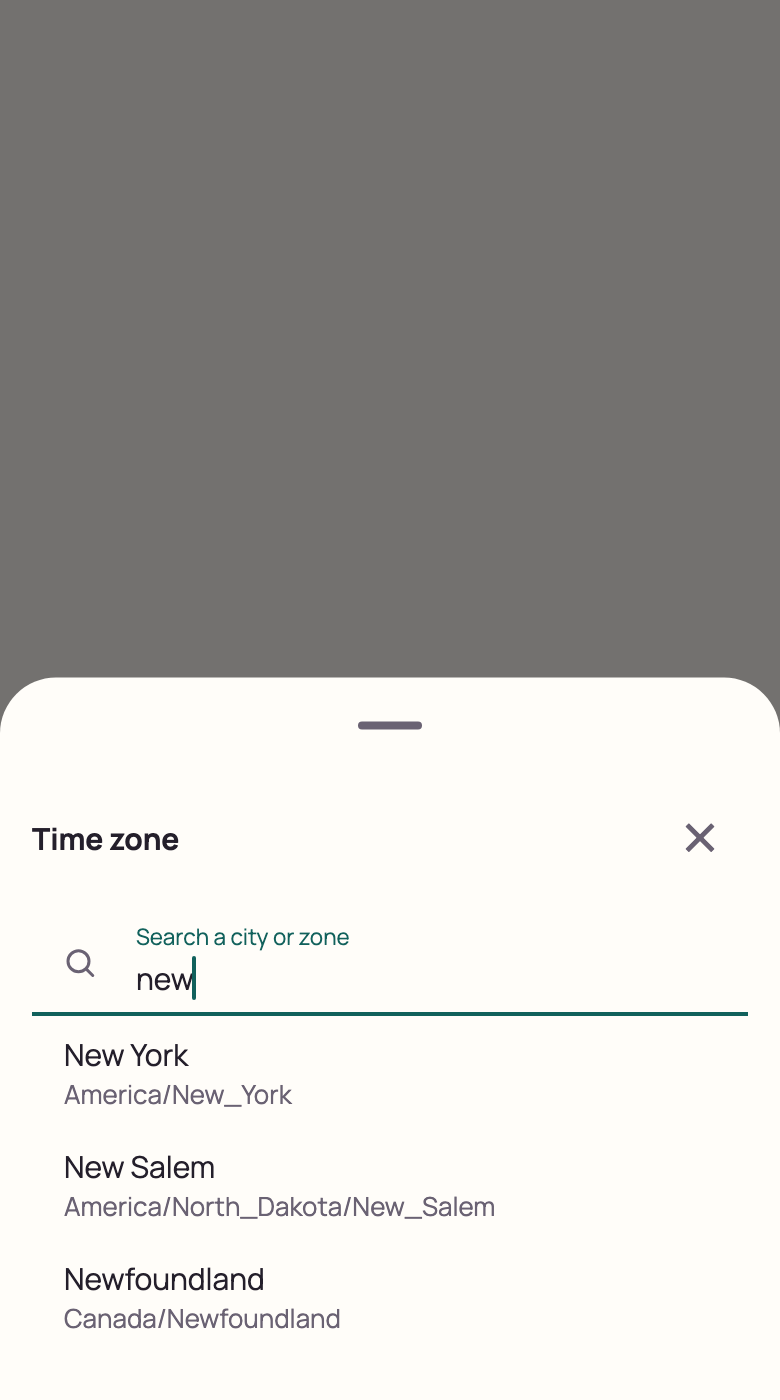 Time zone
Search a city or zone
new
New York
America/New_York
New Salem
America/North_Dakota/New_Salem
Newfoundland
Canada/Newfoundland